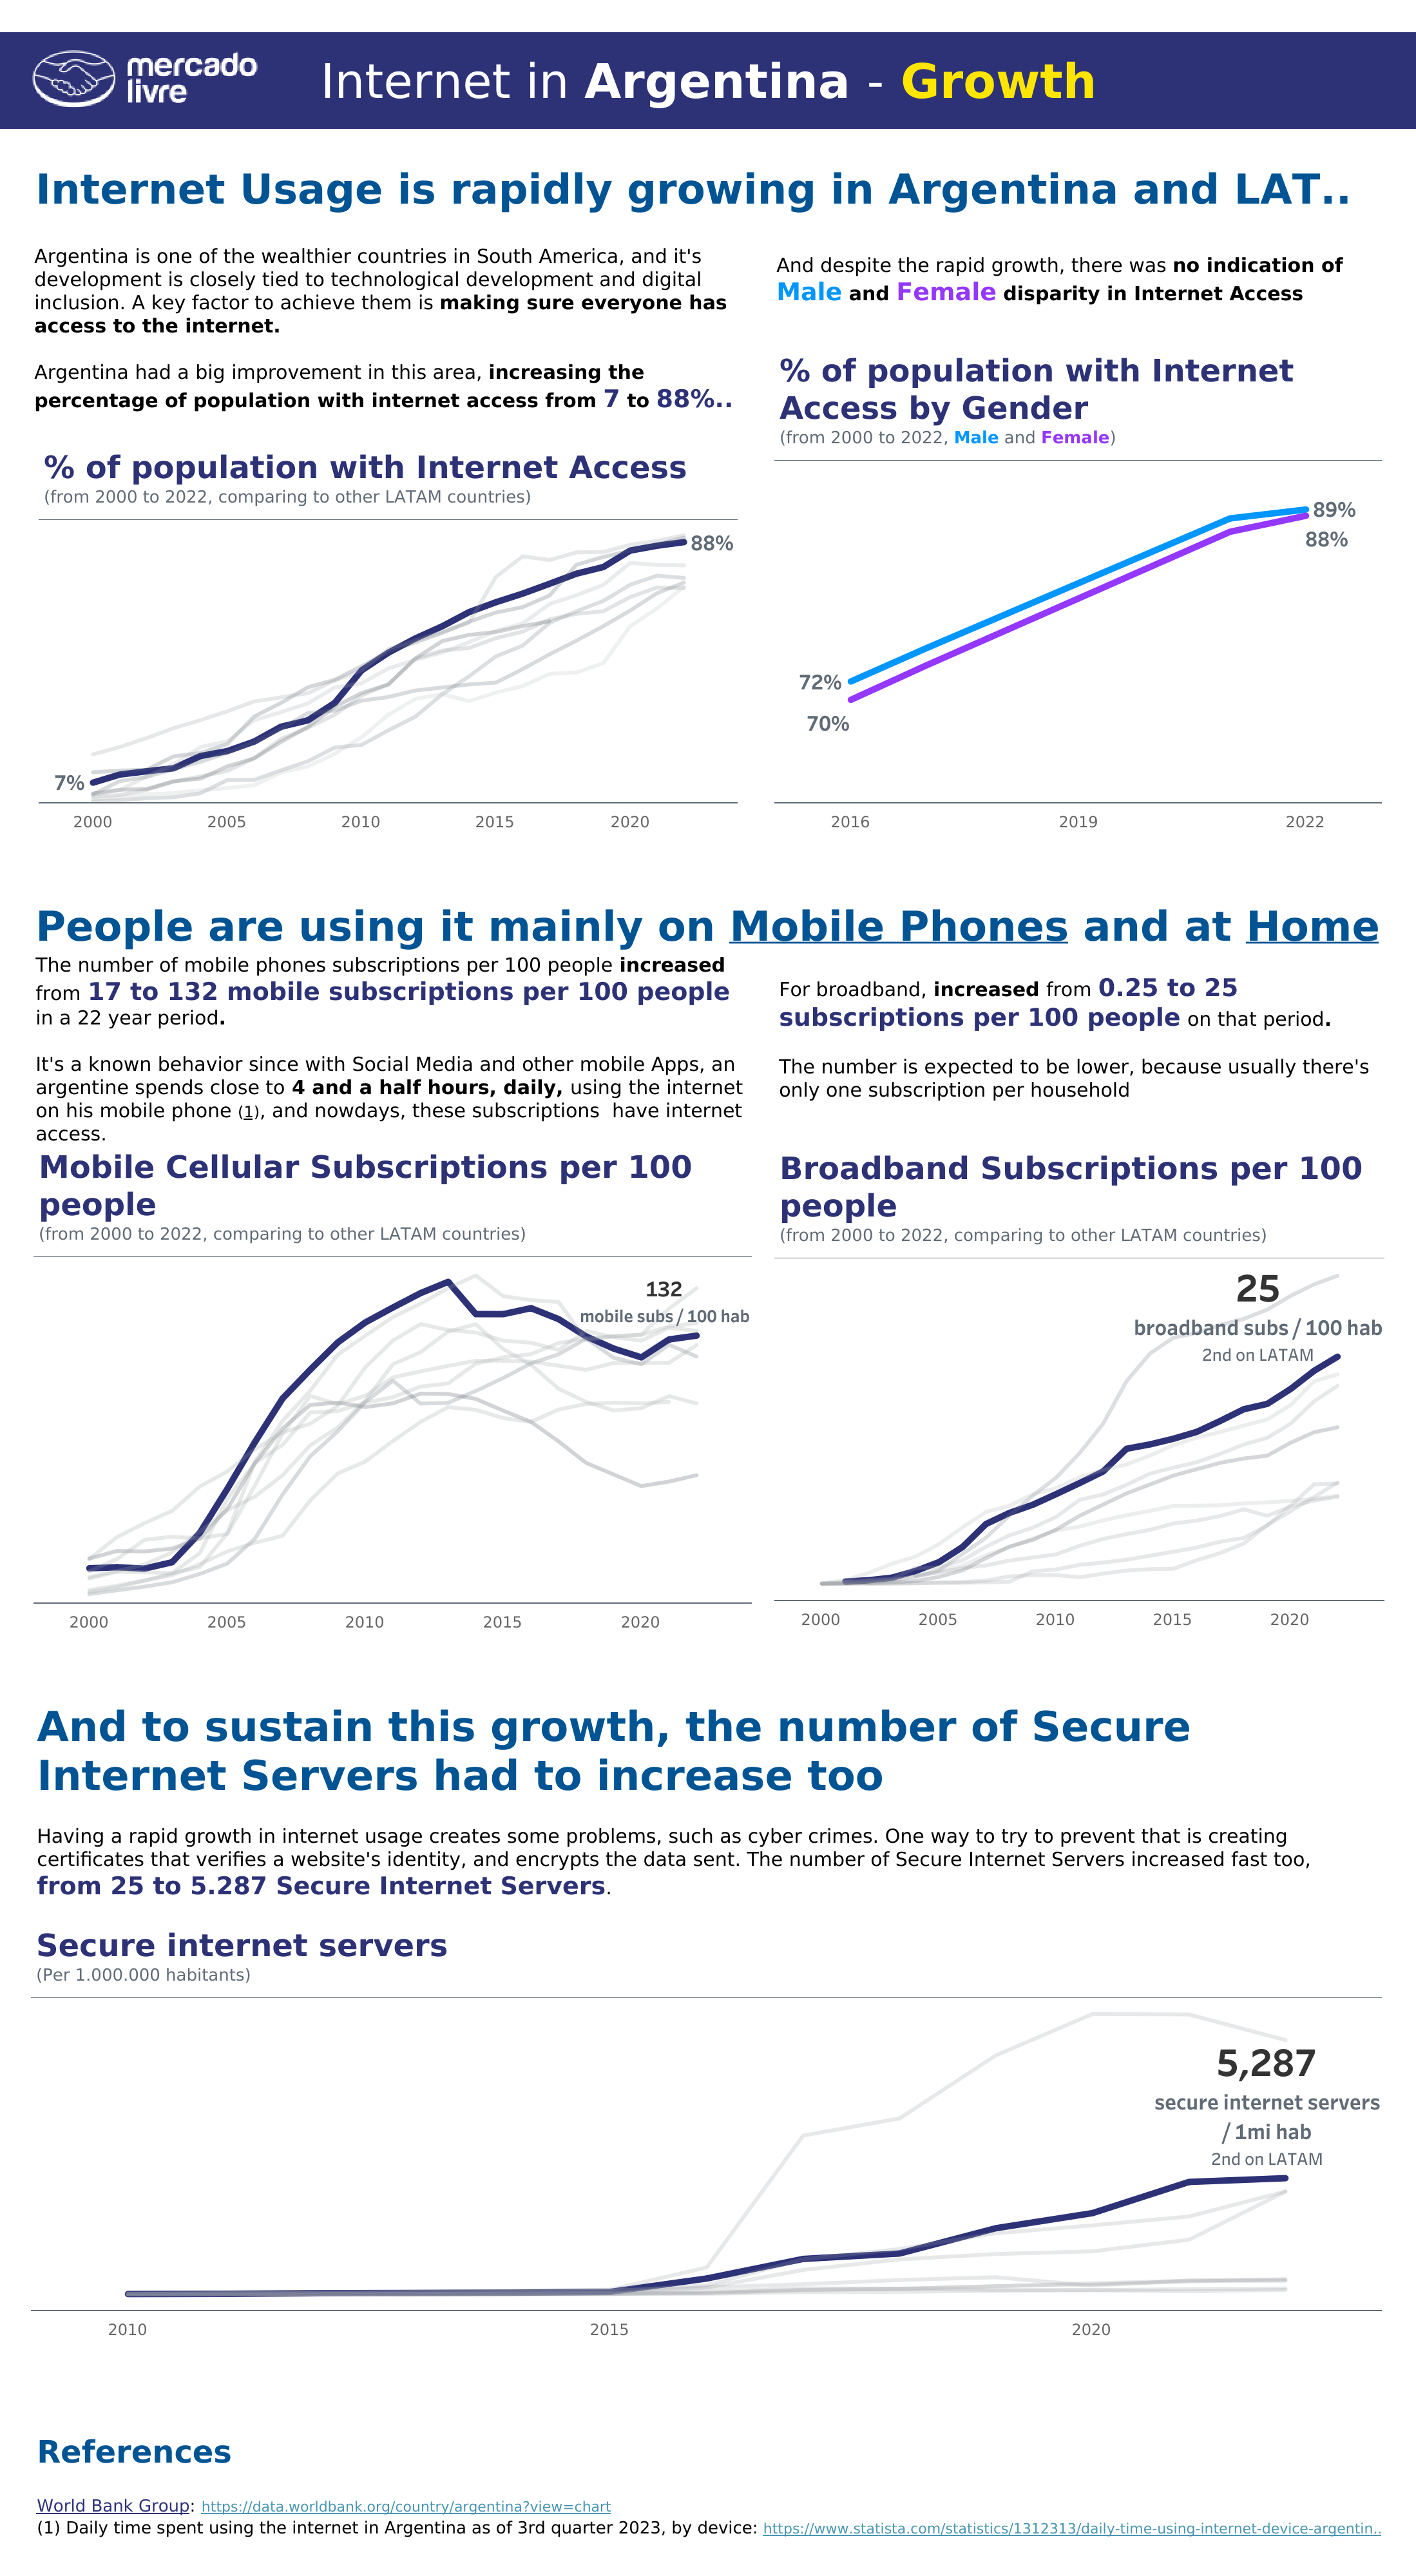 mercado
livre
Internet in Argentina - Growth
Internet Usage is rapidly growing in Argentina and LAT..
Argentina is one of the wealthier countries in South America, and it's
development is closely tied to technological development and digital
inclusion. A key factor to achieve them is making sure everyone has
access to the internet.
Argentina had a big improvement in this area, increasing the
percentage of population with internet access from 7 to 88%..
% of population with Internet Access
(from 2000 to 2022, comparing to other LATAM countries)
88%
7%
2000 2005 2010 2015 2020
And despite the rapid growth, there was no indication of
Male and Female disparity in Internet Access
% of population with Internet
Access by Gender
(from 2000 to 2022, Male and Female)
89%
88%
72%
70%
2016 2019 2022
People are using it mainly on Mobile Phones and at Home
The number of mobile phones subscriptions per 100 people increased
from 17 to 132 mobile subscriptions per 100 people
in a 22 year period.
It's a known behavior since with Social Media and other mobile Apps, an
argentine spends close to 4 and a half hours, daily, using the internet
on his mobile phone (1), and nowdays, these subscriptions have internet
access.
Mobile Cellular Subscriptions per 100
people
(from 2000 to 2022, comparing to other LATAM countries)
132
mobile subs / 100 hab
2000 2005 2010 2015 2020
For broadband, increased from 0.25 to 25
subscriptions per 100 people on that period.
The number is expected to be lower, because usually there's
only one subscription per household
Broadband Subscriptions per 100
people
(from 2000 to 2022, comparing to other LATAM countries)
25
broadband subs / 100 hab
2nd on LATAM
2000 2005 2010 2015 2020
And to sustain this growth, the number of Secure
Internet Servers had to increase too
Having a rapid growth in internet usage creates some problems, such as cyber crimes. One way to try to prevent that is creating
certificates that verifies a website's identity, and encrypts the data sent. The number of Secure Internet Servers increased fast too,
from 25 to 5.287 Secure Internet Servers.
Secure internet servers
(Per 1.000.000 habitants)
5,287
secure internet servers
/ 1mi hab
2nd on LATAM
2010 2015 2020
References
World Bank Group: https://data.worldbank.org/country/argentina?view=chart
(1) Daily time spent using the internet in Argentina as of 3rd quarter 2023, by device: https://www.statista.com/statistics/1312313/daily-time-using-internet-device-argentin..